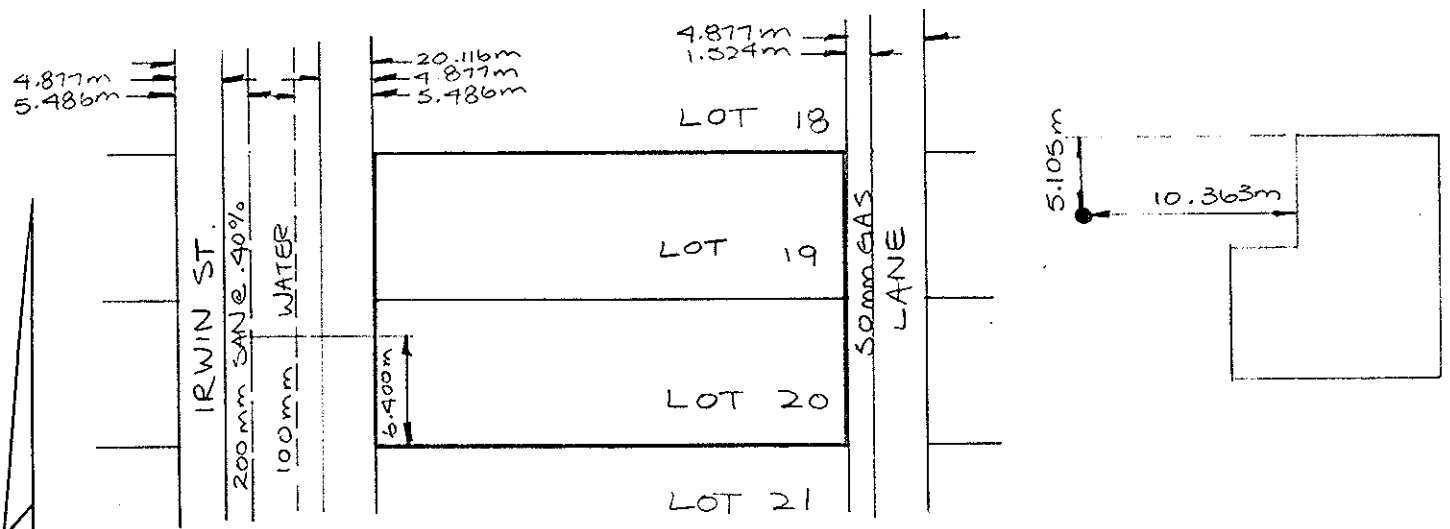 4.877m
5.486m
20.116m
4.877m
5.486m
4.877m
1.524m
LOT 18
5.105m
10.363m
IRWIN ST.
200mm SAN@.40%
100mm WATER
LOT 19
50mm GAS
LANE
6.400m
LOT 20
LOT 21